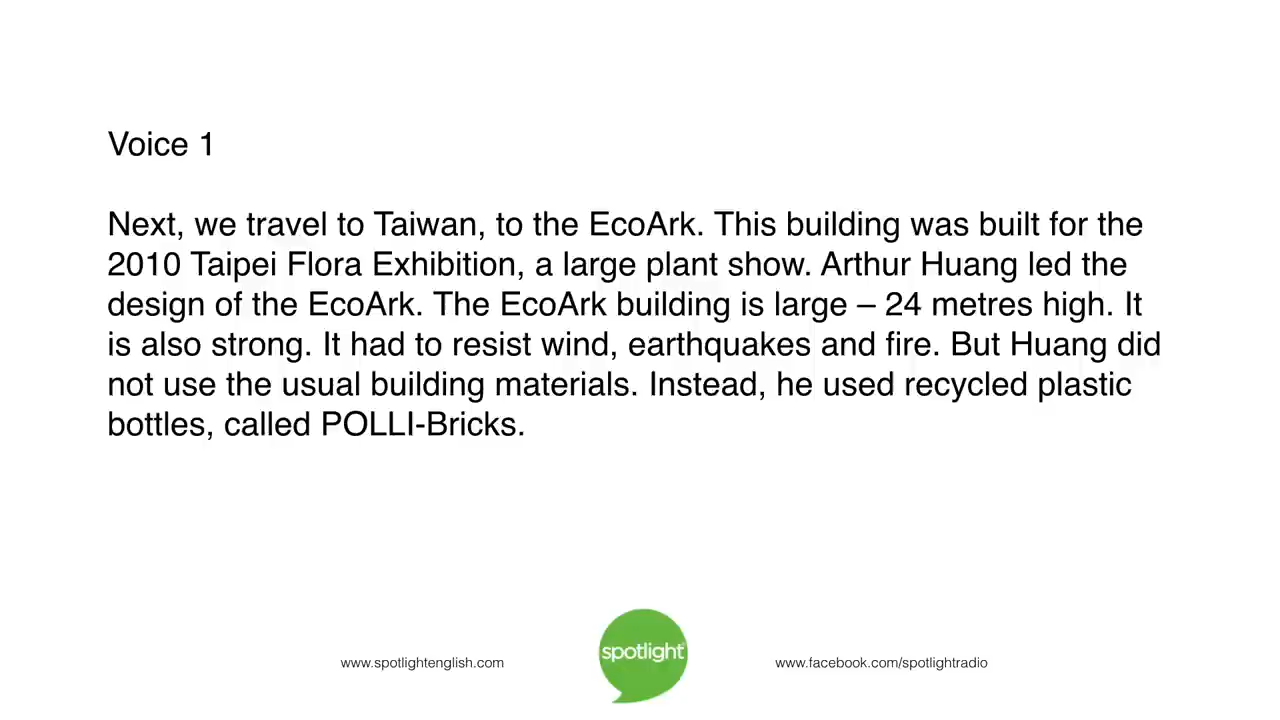 Voice 1
Next, we travel to Taiwan, to the EcoArk. This building was built for the
2010 Taipei Flora Exhibition, a large plant show. Arthur Huang led the
design of the EcoArk. The EcoArk building is large – 24 metres high. It
is also strong. It had to resist wind, earthquakes and fire. But Huang did
not use the usual building materials. Instead, he used recycled plastic
bottles, called POLLI-Bricks.
spotlight
www.spotlightenglish.com
www.facebook.com/spotlightradio